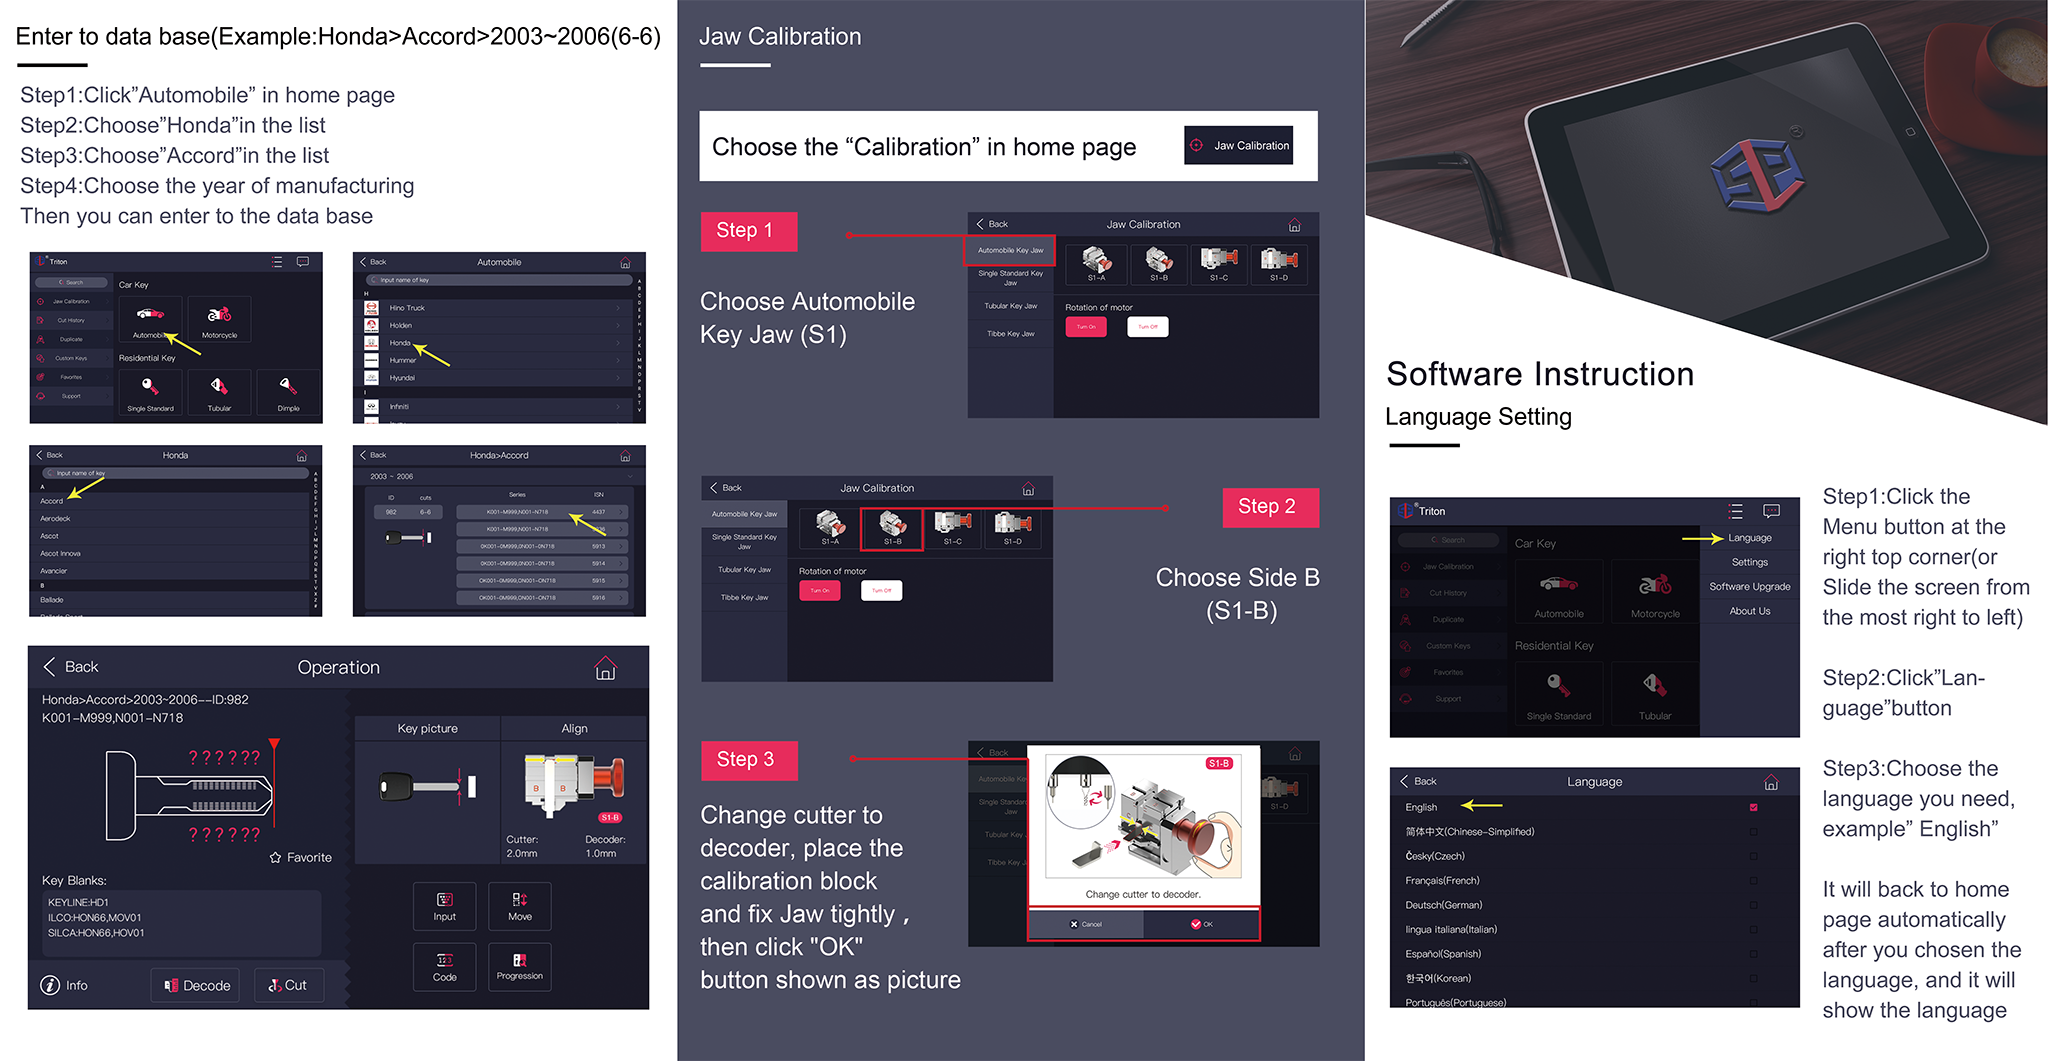 Enter to data base(Example:Honda>Accord>2003~2006(6-6)
Step1:Click”Automobile” in home page
Step2:Choose”Honda”in the list
Step3:Choose”Accord”in the list
Step4:Choose the year of manufacturing
Then you can enter to the data base
Triton
Search
Jaw Calibration
Cut History
Duplicate
Custom Keys
Favorites
Support
Car Key
Automobile
Motorcycle
Residential Key
Single Standard
Tubular
Dimple
Back
Automobile
Input name of key
H
Hino Truck
Holden
Honda
Hummer
Hyundai
I
Infiniti
Back
Honda
Input name of key
A
Accord
Aerodeck
Ascot
Ascot Innova
Avancier
B
Ballade
Back
Honda>Accord
2003 ~ 2006
ID
cuts
982
6-6
Series
ISN
K001-M999,N001-N718
4437
K001-M999,N001-N718
0K001-0M999,0N001-0N718
5913
5914
5915
5916
Back
Operation
Honda>Accord>2003~2006--ID:982
K001-M999,N001-N718
??????
??????
Favorite
Key Blanks:
KEYLINE:HD1
ILCO:HON66,MOV01
SILCA:HON66,HOV01
Info
Decode
Cut
Key picture
Align
B
B
S1-B
Cutter:
2.0mm
Decoder:
1.0mm
Input
Move
Code
Progression
Jaw Calibration
Choose the “Calibration” in home page
Jaw Calibration
Step 1
Choose Automobile
Key Jaw (S1)
Back
Jaw Calibration
Automobile Key Jaw
Single Standard Key
Jaw
Tubular Key Jaw
Tibbe Key Jaw
S1-A
S1-B
S1-C
S1-D
Rotation of motor
Turn On
Turn Off
Back
Jaw Calibration
Automobile Key Jaw
Single Standard Key
Jaw
Tubular Key Jaw
Tibbe Key Jaw
S1-A
S1-B
S1-C
S1-D
Rotation of motor
Turn On
Turn Off
Step 2
Choose Side B
(S1-B)
Step 3
Change cutter to
decoder, place the
calibration block
and fix Jaw tightly ,
then click "OK"
button shown as picture
Back
S1-D
S1-B
Change cutter to decoder.
Cancel
OK
Software Instruction
Language Setting
Triton
Search
Jaw Calibration
Cut History
Duplicate
Custom Keys
Favorites
Support
Car Key
Automobile
Motorcycle
Residential Key
Single Standard
Tubular
Language
Settings
Software Upgrade
About Us
Back
Language
English
简体中文(Chinese-Simplified)
Česky(Czech)
Français(French)
Deutsch(German)
lingua italiana(Italian)
Español(Spanish)
한국어(Korean)
Português(Portuguese)
Step1:Click the
Menu button at the
right top corner(or
Slide the screen from
the most right to left)
Step2:Click”Lan-
guage”button
Step3:Choose the
language you need,
example” English”
It will back to home
page automatically
after you chosen the
language, and it will
show the language